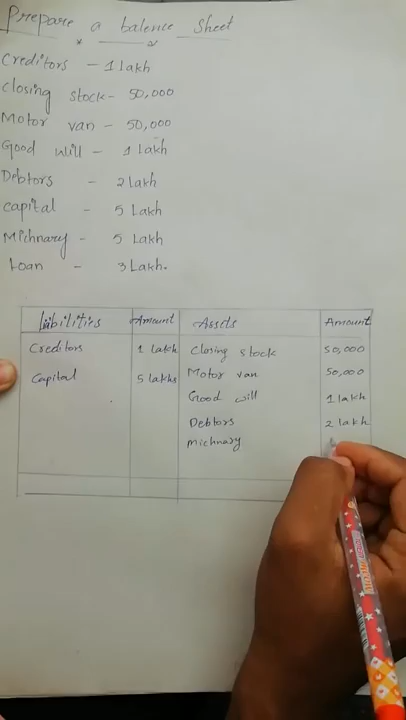 Prepare a balence sheet
Creditors - 1 Lakh
Closing stock - 50,000
Motor van - 50,000
Good will - 1 Lakh
Debtors - 2 Lakh
capital - 5 Lakh
Michnary - 5 Lakh
Loan - 3 Lakh.
Liabilities Amount Assets Amount
Creditors 1 lakh Closing stock 50,000
Capital 5 lakhs Motor van 50,000
Good will 1 lakh
Debtors 2 lakh
Michnary